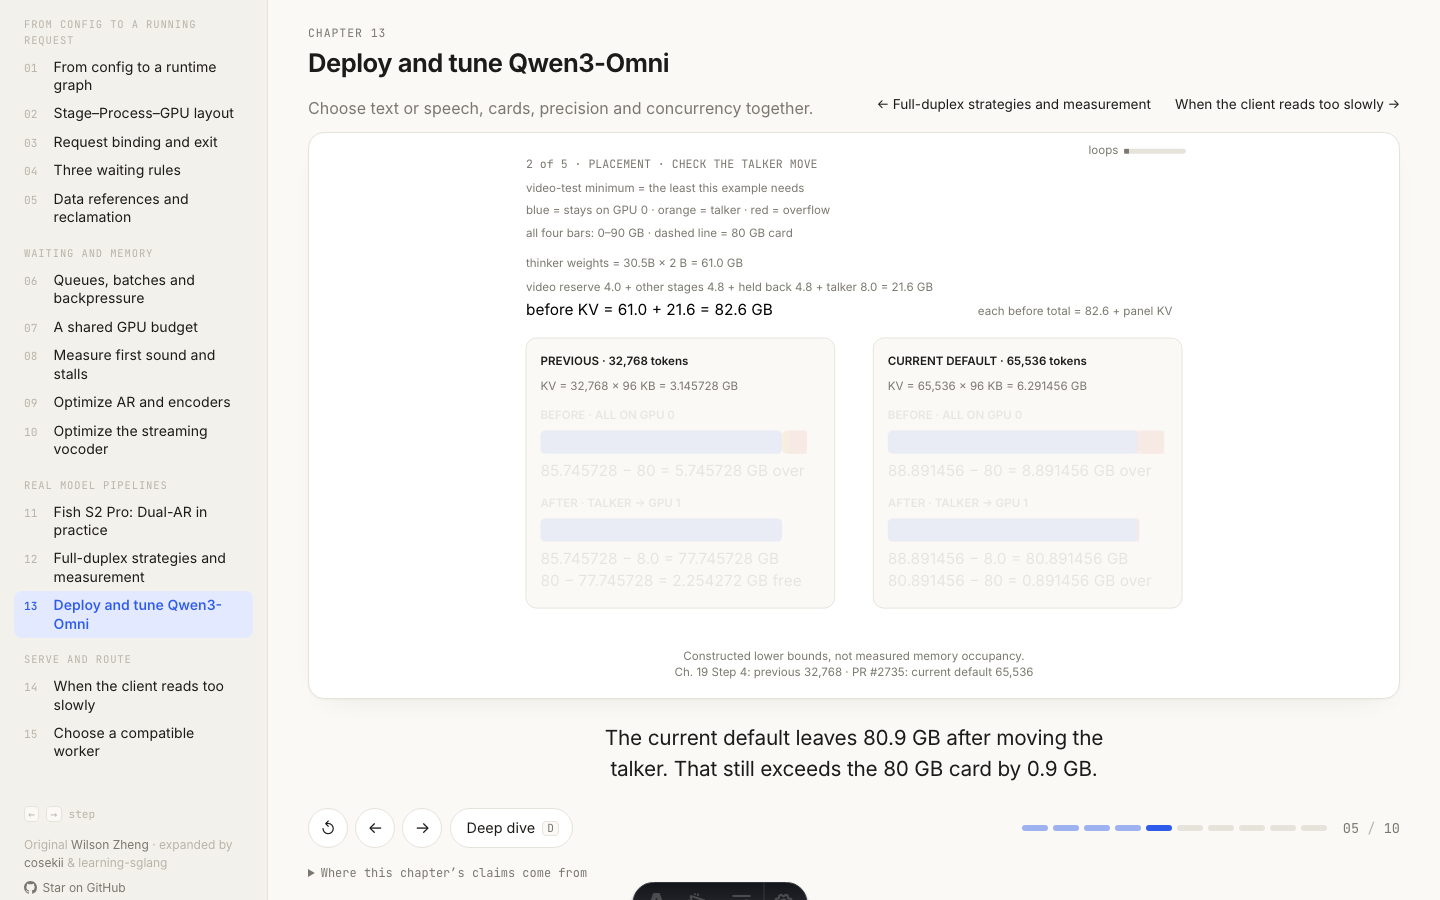 FROM CONFIG TO A RUNNING
REQUEST
01 From config to a runtime
graph
02 Stage–Process–GPU layout
03 Request binding and exit
04 Three waiting rules
05 Data references and
reclamation
WAITING AND MEMORY
06 Queues, batches and
backpressure
07 A shared GPU budget
08 Measure first sound and
stalls
09 Optimize AR and encoders
10 Optimize the streaming
vocoder
REAL MODEL PIPELINES
11 Fish S2 Pro: Dual-AR in
practice
12 Full-duplex strategies and
measurement
13 Deploy and tune Qwen3-
Omni
SERVE AND ROUTE
14 When the client reads too
slowly
15 Choose a compatible
worker
← → step
Original Wilson Zheng · expanded by
cosekii & learning-sglang
Star on GitHub
CHAPTER 13
Deploy and tune Qwen3-Omni
Choose text or speech, cards, precision and concurrency together.
← Full-duplex strategies and measurement
When the client reads too slowly →
loops
2 of 5 · PLACEMENT · CHECK THE TALKER MOVE
video-test minimum = the least this example needs
blue = stays on GPU 0 · orange = talker · red = overflow
all four bars: 0–90 GB · dashed line = 80 GB card
thinker weights = 30.5B × 2 B = 61.0 GB
video reserve 4.0 + other stages 4.8 + held back 4.8 + talker 8.0 = 21.6 GB
before KV = 61.0 + 21.6 = 82.6 GB
each before total = 82.6 + panel KV
PREVIOUS · 32,768 tokens
KV = 32,768 × 96 KB = 3.145728 GB
BEFORE · ALL ON GPU 0
85.745728 − 80 = 5.745728 GB over
AFTER · TALKER → GPU 1
85.745728 − 8.0 = 77.745728 GB
80 − 77.745728 = 2.254272 GB free
CURRENT DEFAULT · 65,536 tokens
KV = 65,536 × 96 KB = 6.291456 GB
BEFORE · ALL ON GPU 0
88.891456 − 80 = 8.891456 GB over
AFTER · TALKER → GPU 1
88.891456 − 8.0 = 80.891456 GB
80.891456 − 80 = 0.891456 GB over
Constructed lower bounds, not measured memory occupancy.
Ch. 19 Step 4: previous 32,768 · PR #2735: current default 65,536
The current default leaves 80.9 GB after moving the
talker. That still exceeds the 80 GB card by 0.9 GB.
Deep dive D
05 / 10
Where this chapter's claims come from